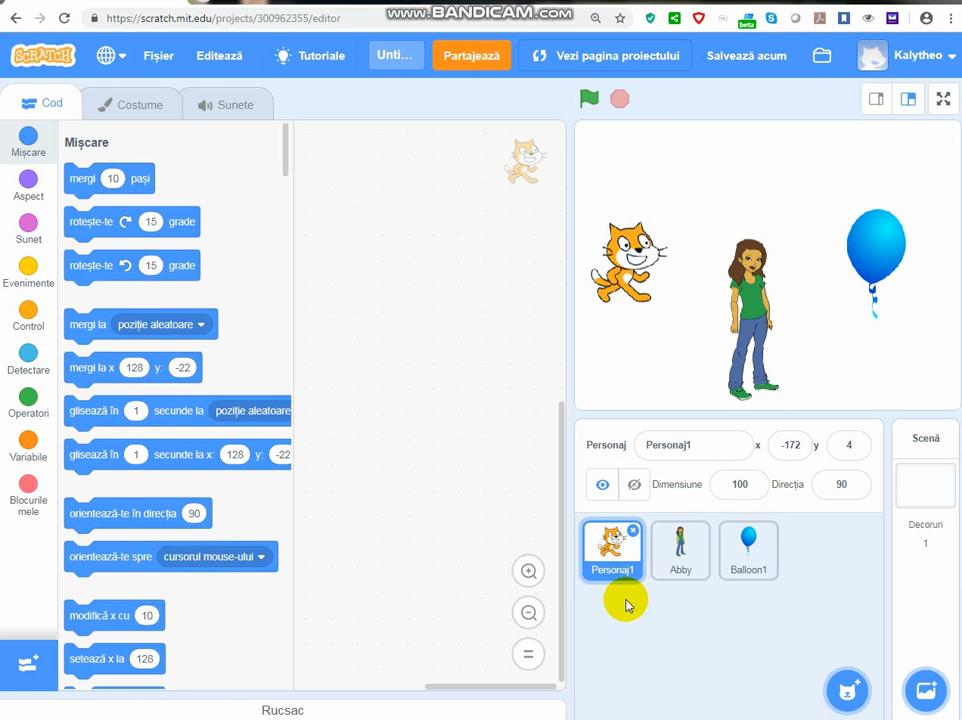 www.BANDICAM.com
https://scratch.mit.edu/projects/300962355/editor
beta
SCRATCH
Fișier
Editează
Tutoriale
Unti...
Partajează
Vezi pagina proiectului
Salvează acum
Kalytheo
Cod
Costume
Sunete
Mișcare
Aspect
Sunet
Evenimente
Control
Detectare
Operatori
Variabile
Blocurile
mele
Mișcare
mergi 10 pași
rotește-te 15 grade
rotește-te 15 grade
mergi la poziție aleatoare
mergi la x 128 y: -22
glisează în 1 secunde la poziție aleatoare
glisează în 1 secunde la x: 128 y: -22
orientează-te în direcția 90
orientează-te spre cursorul mouse-ului
modifică x cu 10
setează x la 128
Personaj Personaj1 x -172 y 4
Dimensiune 100 Direcția 90
Personaj1
Abby
Balloon1
Scenă
Decoruri
1
Rucsac